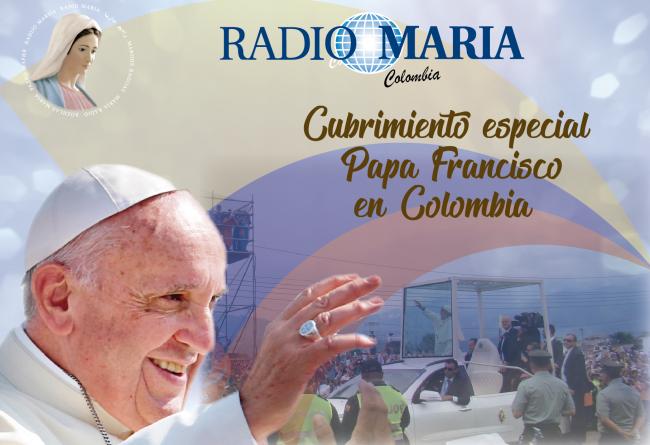 RADIO MARIA
Colombia
Cubrimiento especial
Papa Francisco
en Colombia